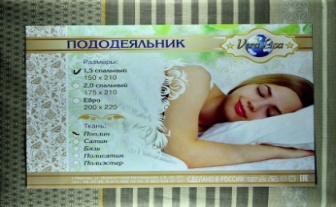 ПОДОДЕЯЛЬНИК
Размеры:
1,5 спальный
150 х 210
2,0 спальный
175 х 210
Евро
200 х 220
Ткань:
Поплин
Сатин
Бязь
Полисатин
Полиэстер
СДЕЛАНО В РОССИИ